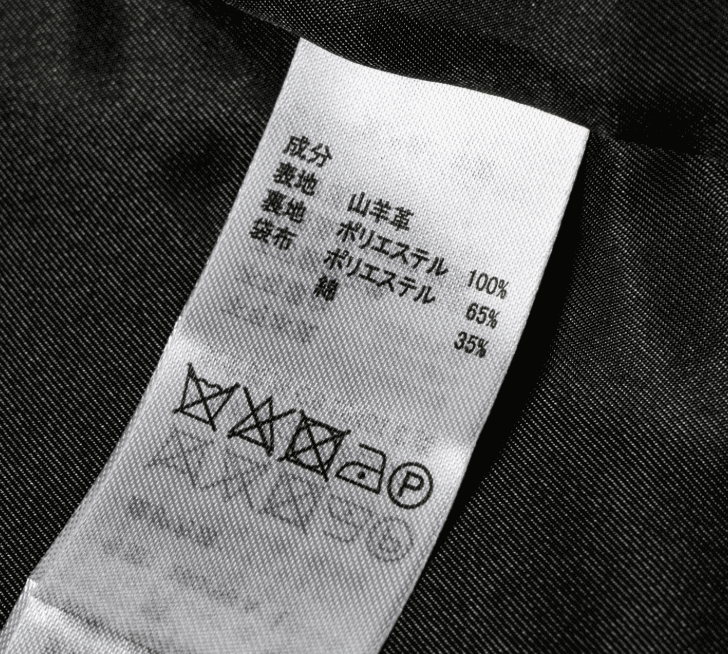 成分
表地 山羊革
裏地 ポリエステル 100%
袋布 ポリエステル 65%
綿 35%
P